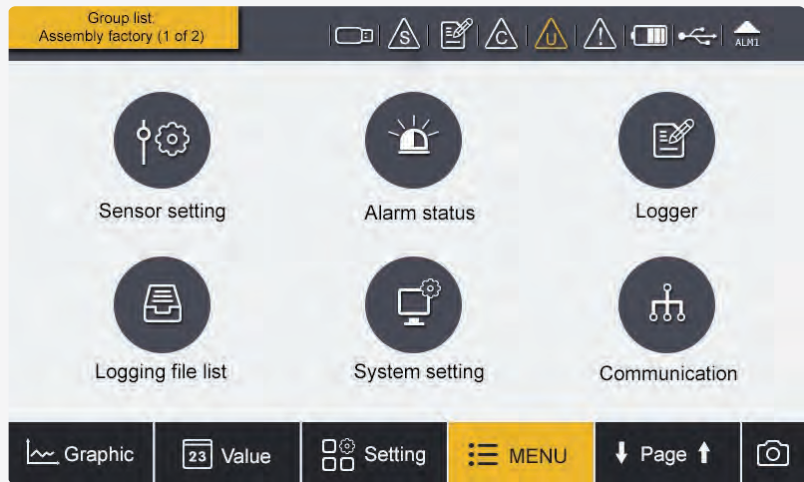 Group list:
Assembly factory (1 of 2)
S
C
U
!
ALM1
Sensor setting
Alarm status
Logger
Logging file list
System setting
Communication
Graphic
23 Value
Setting
MENU
Page